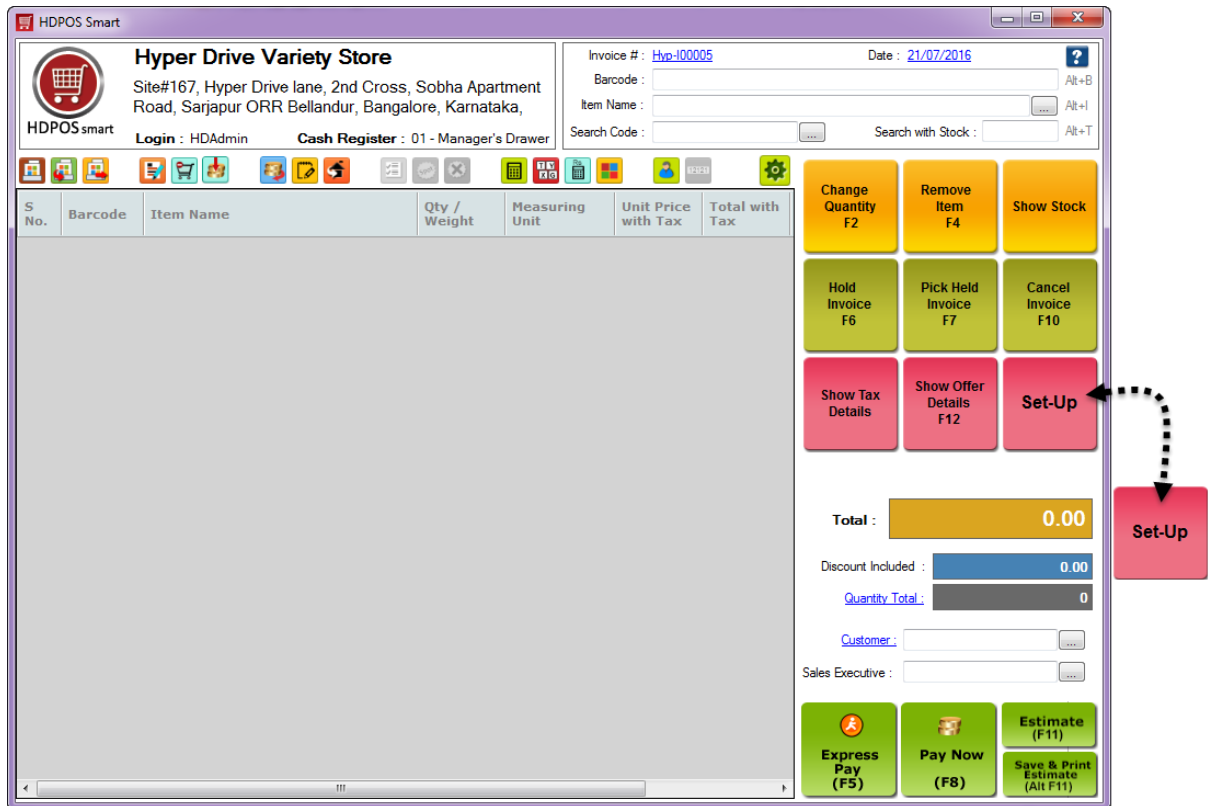 HDPOS Smart
Hyper Drive Variety Store
Site#167, Hyper Drive lane, 2nd Cross, Sobha Apartment
Road, Sarjapur ORR Bellandur, Bangalore, Karnataka,
HDPOS smart
Login : HDAdmin Cash Register : 01 - Manager's Drawer
Invoice # : Hyp-I00005 Date : 21/07/2016 ?
Barcode : Alt+B
Item Name : ... Alt+I
Search Code : ... Search with Stock : Alt+T
S No. Barcode Item Name Qty / Weight Measuring Unit Unit Price with Tax Total with Tax
Change
Quantity
F2
Remove
Item
F4
Show Stock
Hold
Invoice
F6
Pick Held
Invoice
F7
Cancel
Invoice
F10
Show Tax
Details
Show Offer
Details
F12
Set-Up
Set-Up
Total : 0.00
Discount Included : 0.00
Quantity Total : 0
Customer : ...
Sales Executive : ...
Express
Pay
(F5)
Pay Now
(F8)
Estimate
(F11)
Save & Print
Estimate
(Alt F11)